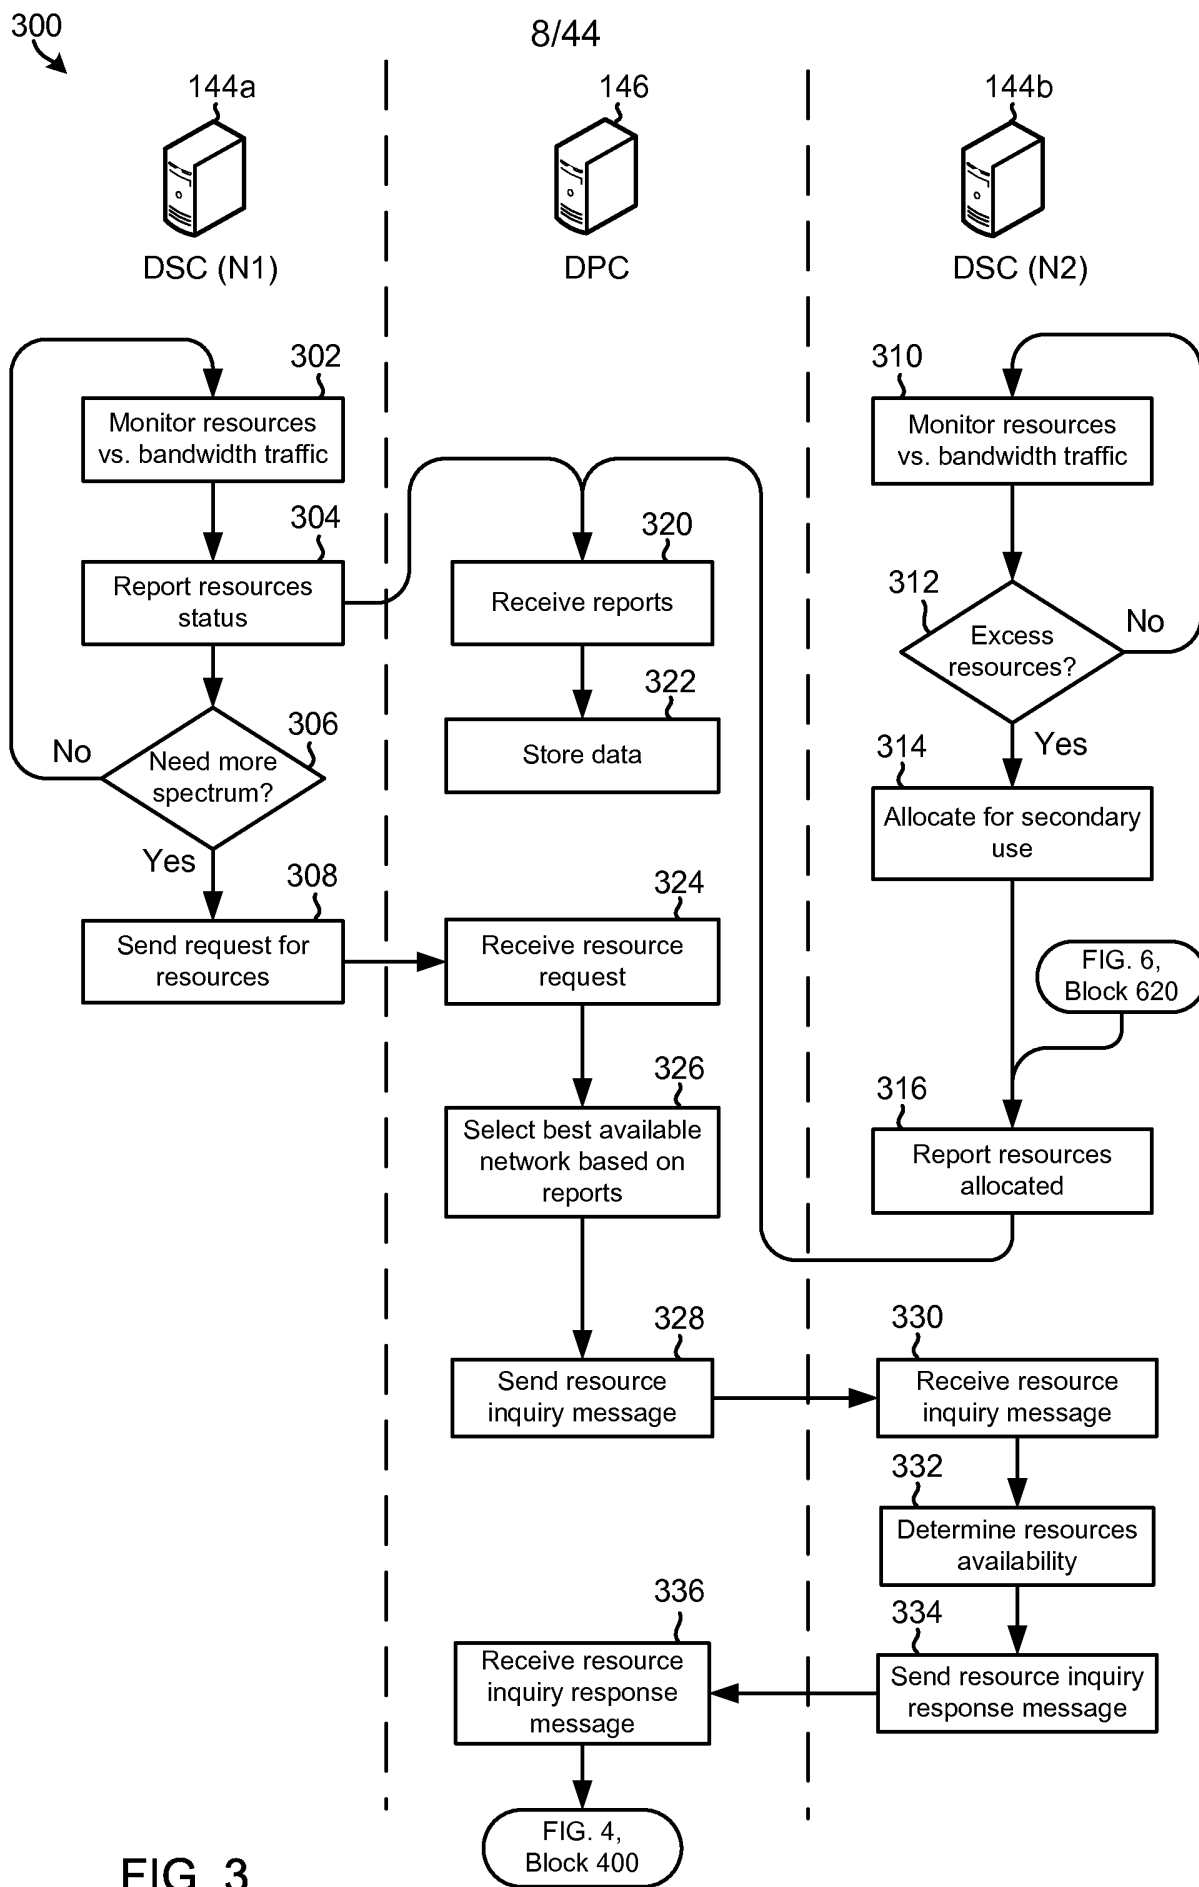 300
8/44
144a
146
144b
DSC (N1)
DPC
DSC (N2)
302
Monitor resources
vs. bandwidth traffic
304
Report resources
status
306
Need more
spectrum?
No
Yes
308
Send request for
resources
320
Receive reports
322
Store data
324
Receive resource
request
326
Select best available
network based on
reports
328
Send resource
inquiry message
310
Monitor resources
vs. bandwidth traffic
312
Excess
resources?
No
Yes
314
Allocate for secondary
use
FIG. 6,
Block 620
316
Report resources
allocated
330
Receive resource
inquiry message
332
Determine resources
availability
334
Send resource inquiry
response message
336
Receive resource
inquiry response
message
FIG. 4,
Block 400
FIG. 3